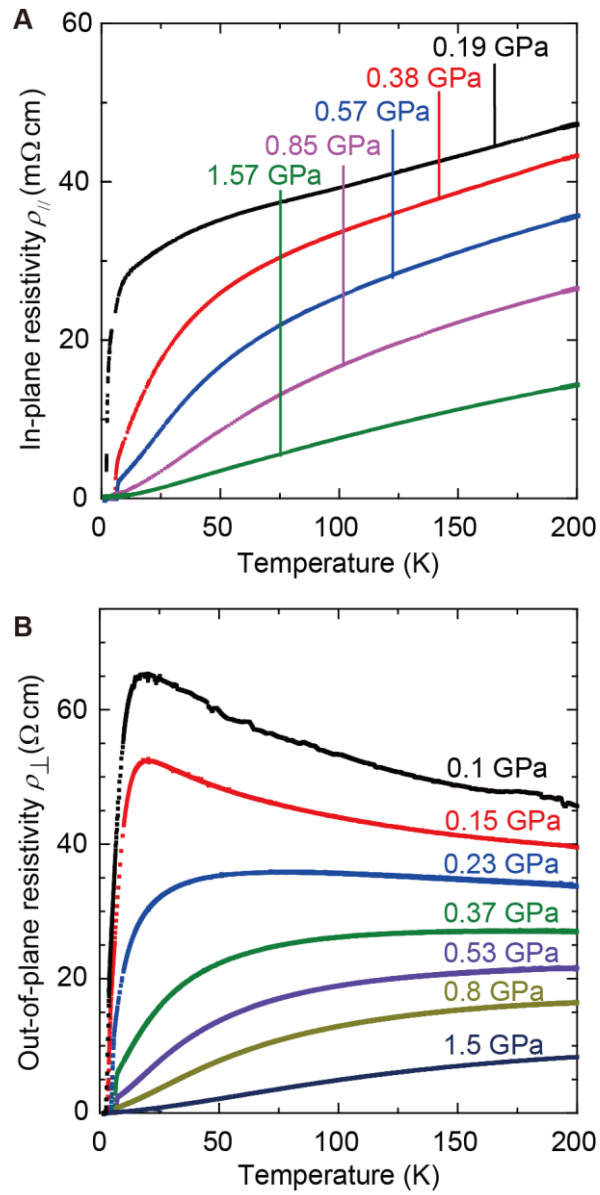 A
60
40
20
0
In-plane resistivity ρ// (mΩ cm)
0.19 GPa
0.38 GPa
0.57 GPa
0.85 GPa
1.57 GPa
0 50 100 150 200
Temperature (K)
B
60
40
20
0
Out-of-plane resistivity ρ⊥ (Ω cm)
0.1 GPa
0.15 GPa
0.23 GPa
0.37 GPa
0.53 GPa
0.8 GPa
1.5 GPa
0 50 100 150 200
Temperature (K)